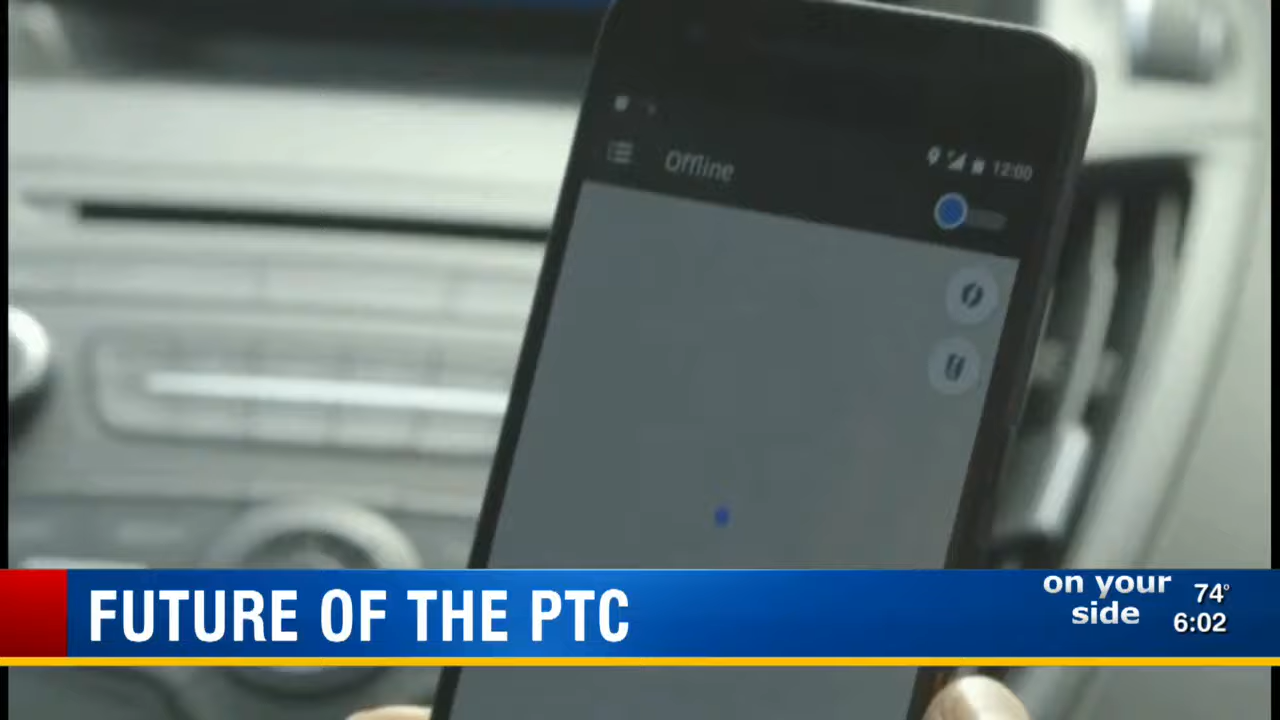 Offline
12:00
FUTURE OF THE PTC
on your
side
74°
6:02